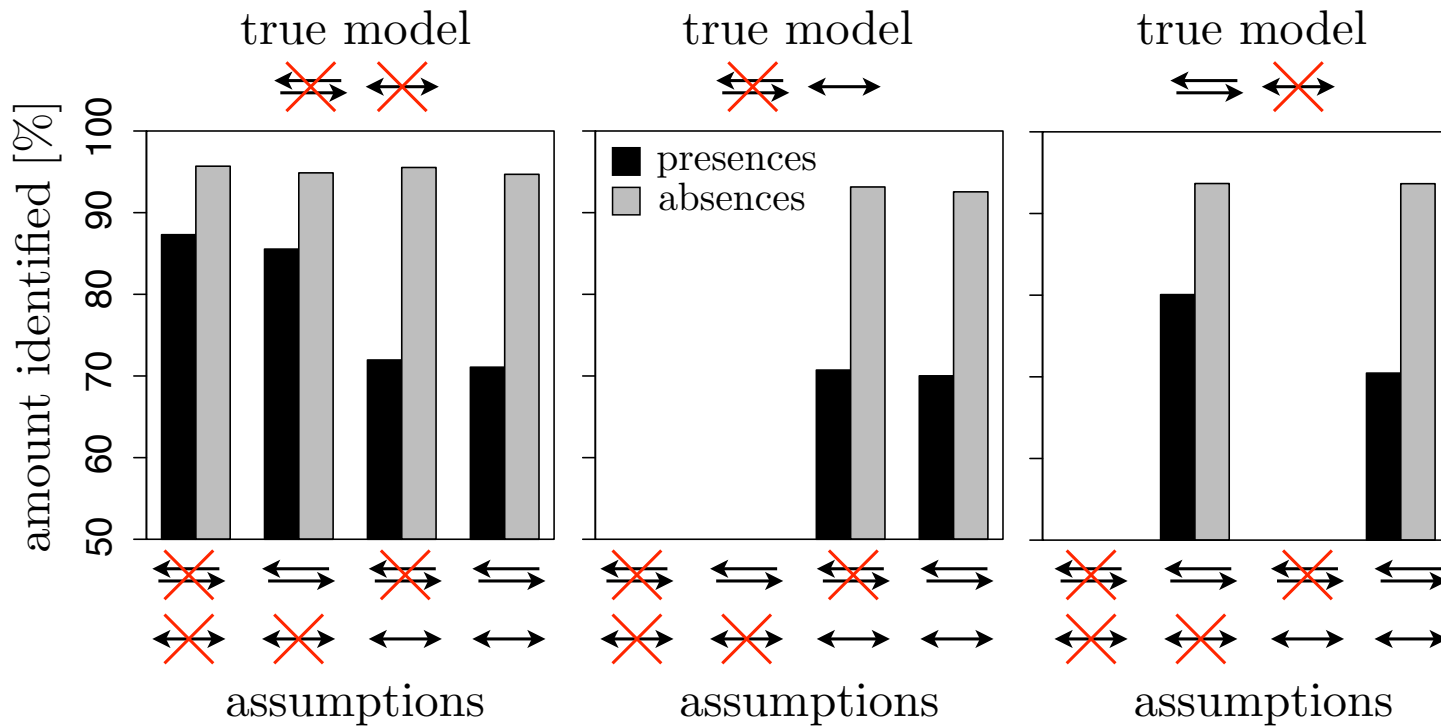 true model
true model
true model
amount identified [%]
100
90
80
70
60
50
presences
absences
assumptions
assumptions
assumptions